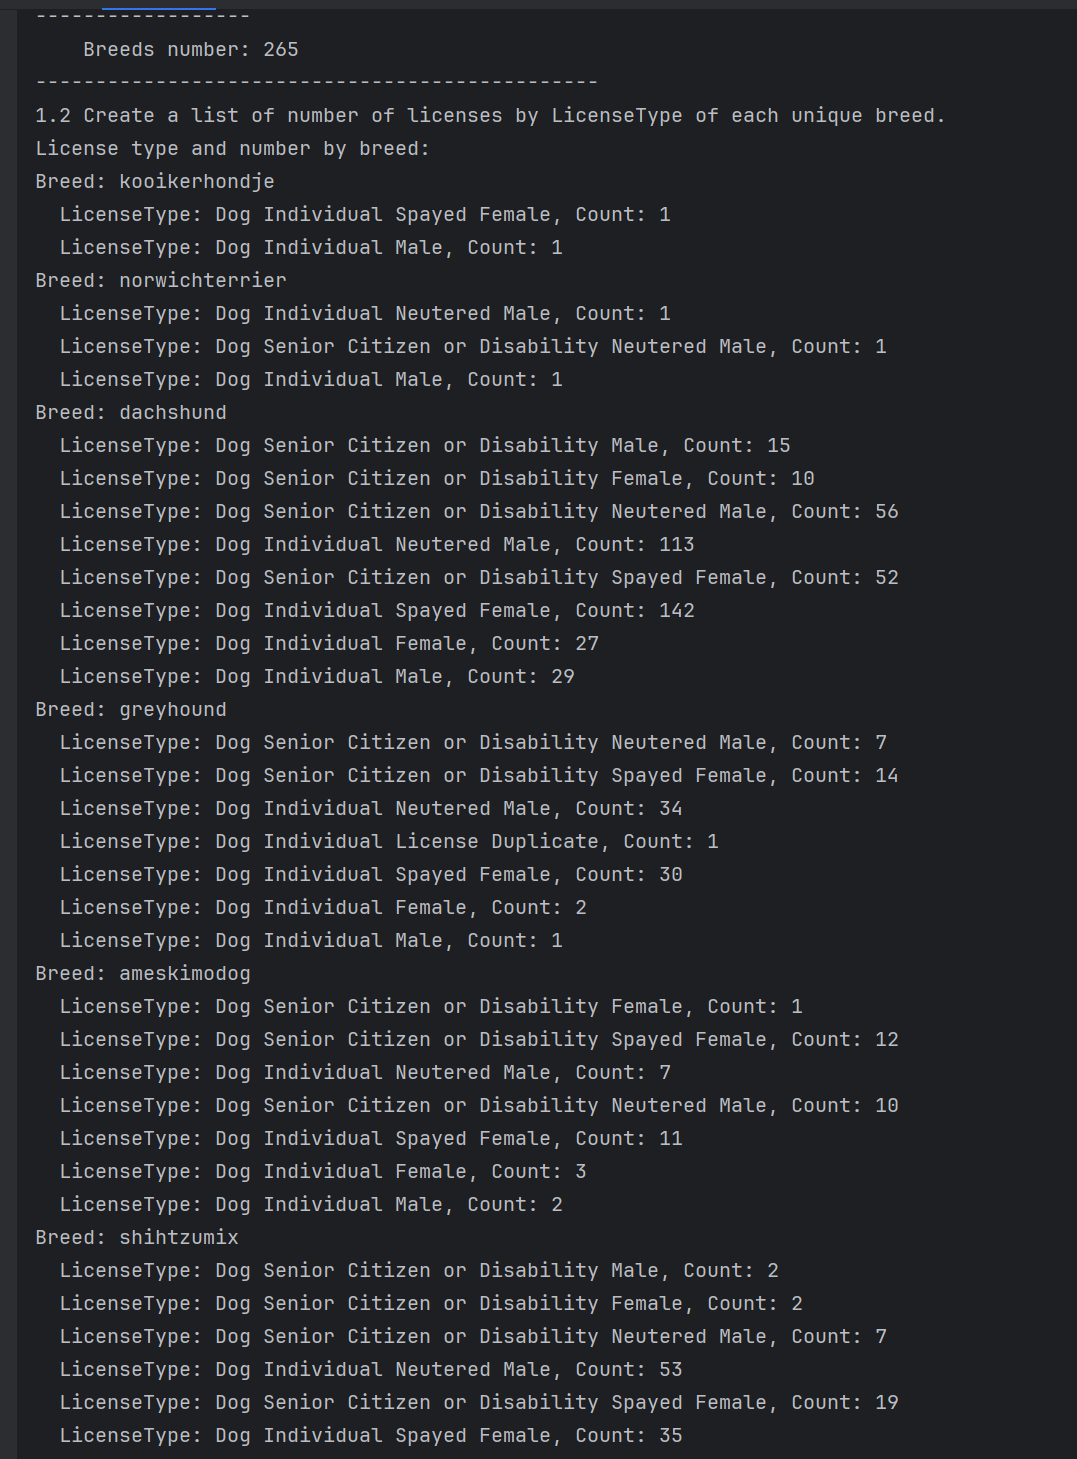 ------------------
    Breeds number: 265
-----------------------------------------------
1.2 Create a list of number of licenses by LicenseType of each unique breed.
License type and number by breed:
Breed: kooikerhondje
  LicenseType: Dog Individual Spayed Female, Count: 1
  LicenseType: Dog Individual Male, Count: 1
Breed: norwichterrier
  LicenseType: Dog Individual Neutered Male, Count: 1
  LicenseType: Dog Senior Citizen or Disability Neutered Male, Count: 1
  LicenseType: Dog Individual Male, Count: 1
Breed: dachshund
  LicenseType: Dog Senior Citizen or Disability Male, Count: 15
  LicenseType: Dog Senior Citizen or Disability Female, Count: 10
  LicenseType: Dog Senior Citizen or Disability Neutered Male, Count: 56
  LicenseType: Dog Individual Neutered Male, Count: 113
  LicenseType: Dog Senior Citizen or Disability Spayed Female, Count: 52
  LicenseType: Dog Individual Spayed Female, Count: 142
  LicenseType: Dog Individual Female, Count: 27
  LicenseType: Dog Individual Male, Count: 29
Breed: greyhound
  LicenseType: Dog Senior Citizen or Disability Neutered Male, Count: 7
  LicenseType: Dog Senior Citizen or Disability Spayed Female, Count: 14
  LicenseType: Dog Individual Neutered Male, Count: 34
  LicenseType: Dog Individual License Duplicate, Count: 1
  LicenseType: Dog Individual Spayed Female, Count: 30
  LicenseType: Dog Individual Female, Count: 2
  LicenseType: Dog Individual Male, Count: 1
Breed: ameskimodog
  LicenseType: Dog Senior Citizen or Disability Female, Count: 1
  LicenseType: Dog Senior Citizen or Disability Spayed Female, Count: 12
  LicenseType: Dog Individual Neutered Male, Count: 7
  LicenseType: Dog Senior Citizen or Disability Neutered Male, Count: 10
  LicenseType: Dog Individual Spayed Female, Count: 11
  LicenseType: Dog Individual Female, Count: 3
  LicenseType: Dog Individual Male, Count: 2
Breed: shihtzumix
  LicenseType: Dog Senior Citizen or Disability Male, Count: 2
  LicenseType: Dog Senior Citizen or Disability Female, Count: 2
  LicenseType: Dog Senior Citizen or Disability Neutered Male, Count: 7
  LicenseType: Dog Individual Neutered Male, Count: 53
  LicenseType: Dog Senior Citizen or Disability Spayed Female, Count: 19
  LicenseType: Dog Individual Spayed Female, Count: 35